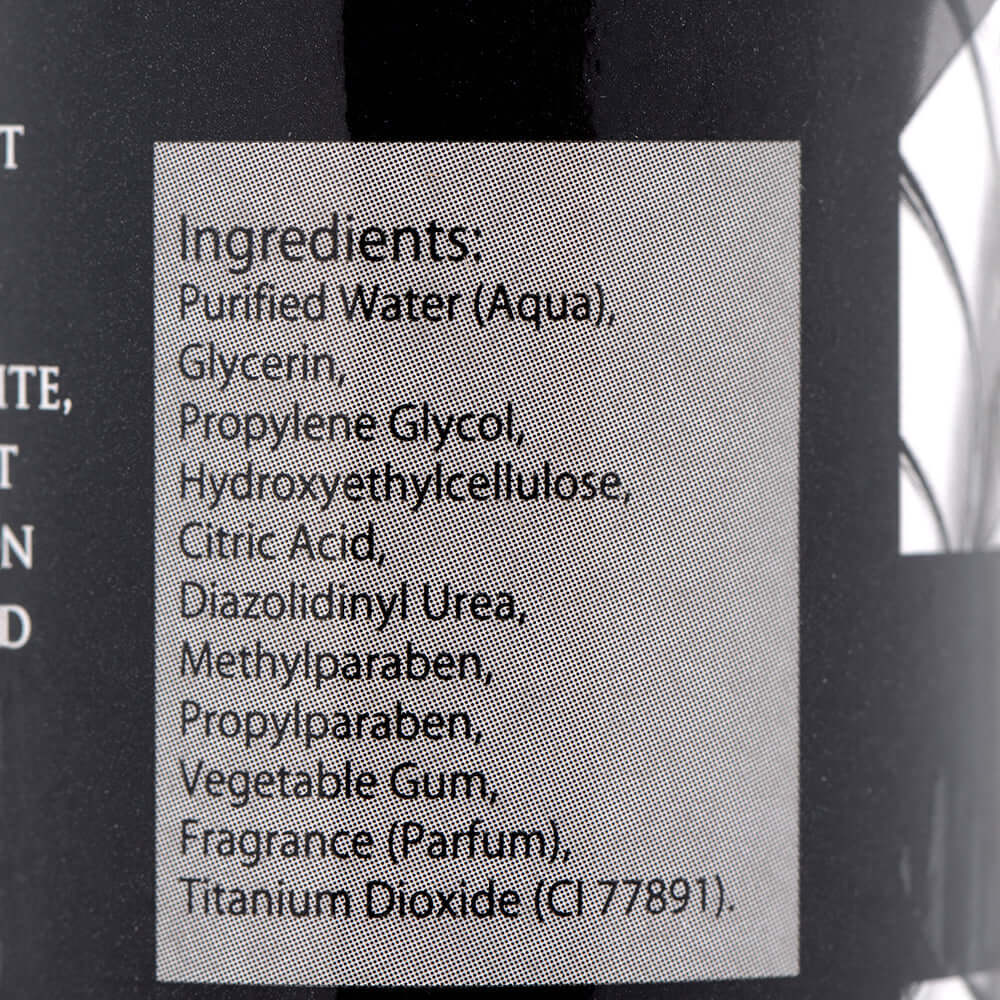 T
ITE,
T
N
D
Ingredients:
Purified Water (Aqua),
Glycerin,
Propylene Glycol,
Hydroxyethylcellulose,
Citric Acid,
Diazolidinyl Urea,
Methylparaben,
Propylparaben,
Vegetable Gum,
Fragrance (Parfum),
Titanium Dioxide (CI 77891).